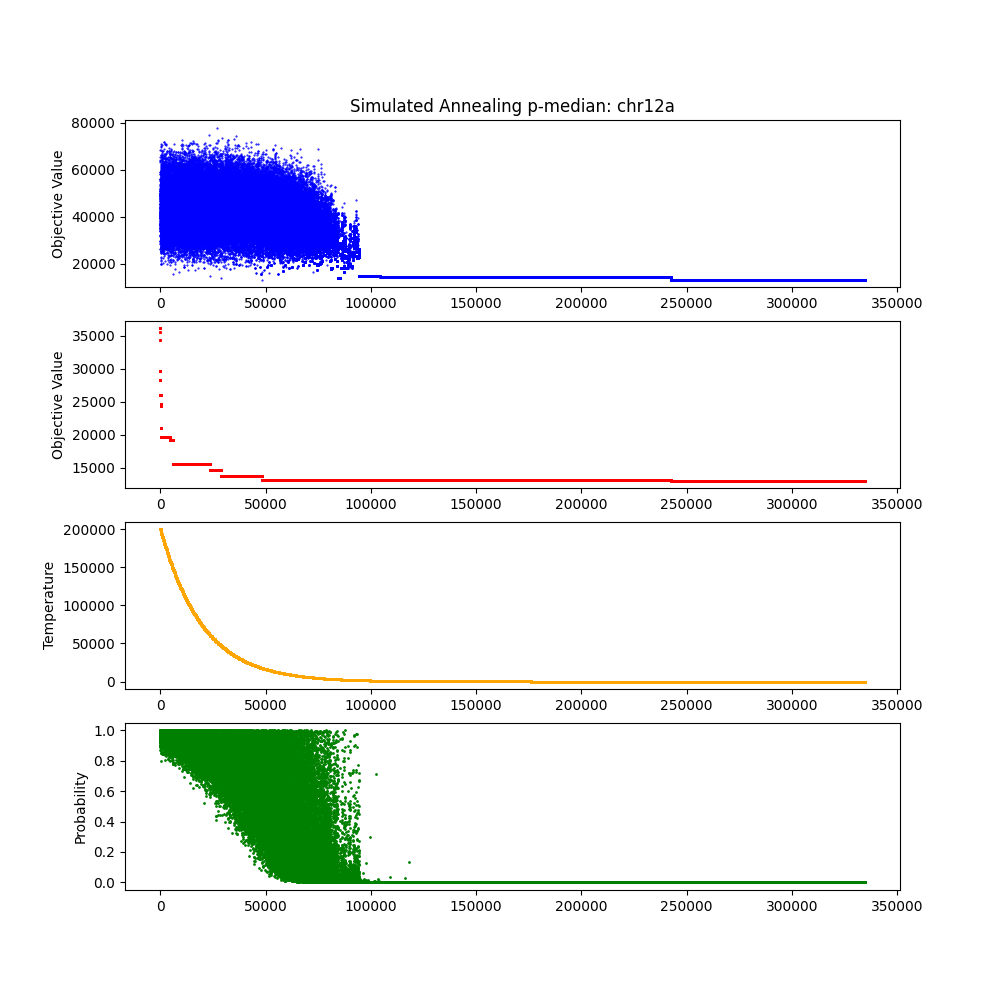 Simulated Annealing p-median: chr12a
80000
60000
40000
20000
Objective Value
0 50000 100000 150000 200000 250000 300000 350000
35000
30000
25000
20000
15000
Objective Value
0 50000 100000 150000 200000 250000 300000 350000
200000
150000
100000
50000
0
Temperature
0 50000 100000 150000 200000 250000 300000 350000
1.0
0.8
0.6
0.4
0.2
0.0
Probability
0 50000 100000 150000 200000 250000 300000 350000